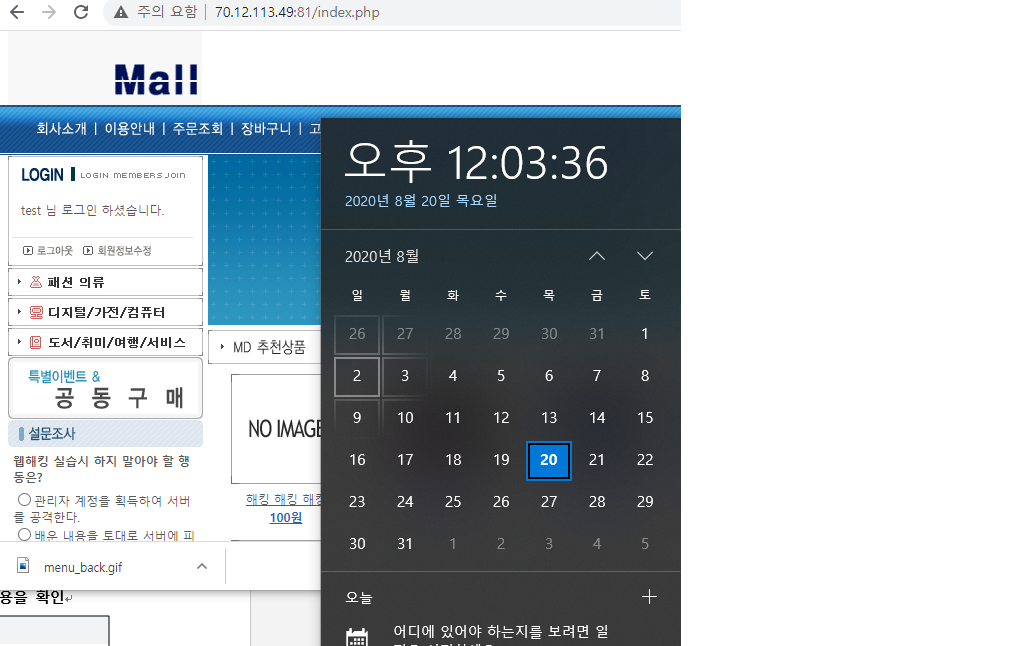 주의 요함 | 70.12.113.49:81/index.php
Mall
회사소개 | 이용안내 | 주문조회 | 장바구니 | 고
LOGIN LOGIN MEMBERS JOIN
test 님 로그인 하셨습니다.
로그아웃 회원정보수정
패션 의류
디지털/가전/컴퓨터
도서/취미/여행/서비스
특별이벤트 &
공 동 구 매
설문조사
웹해킹 실습시 하지 말아야 할 행
동은?
관리자 계정을 획득하여 서버
를 공격한다.
배운 내용을 토대로 서버에 피
MD 추천상품
NO IMAGE
해킹 해킹 해킹
100원
menu_back.gif
용을 확인
오후 12:03:36
2020년 8월 20일 목요일
2020년 8월
일 월 화 수 목 금 토
26 27 28 29 30 31 1
2 3 4 5 6 7 8
9 10 11 12 13 14 15
16 17 18 19 20 21 22
23 24 25 26 27 28 29
30 31 1 2 3 4 5
오늘
어디에 있어야 하는지를 보려면 일